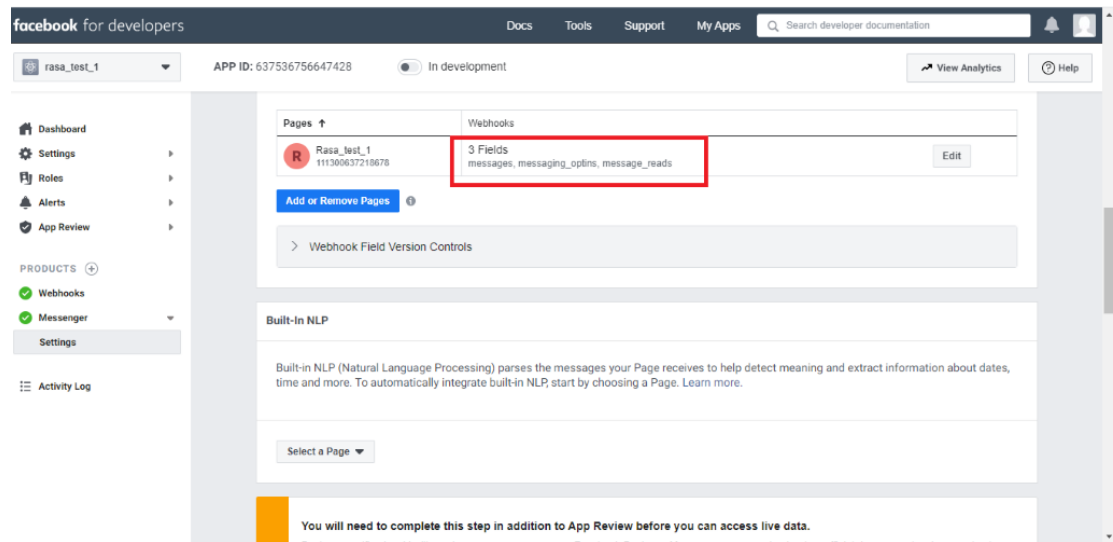 facebook for developers
Docs
Tools
Support
My Apps
Search developer documentation
rasa_test_1
APP ID: 637536756647428
In development
View Analytics
Help
Dashboard
Settings
Roles
Alerts
App Review
PRODUCTS
Webhooks
Messenger
Settings
Activity Log
Pages ↑
Webhooks
R
Rasa_test_1
111300637218678
3 Fields
messages, messaging_optins, message_reads
Edit
Add or Remove Pages
Webhook Field Version Controls
Built-In NLP
Built-in NLP (Natural Language Processing) parses the messages your Page receives to help detect meaning and extract information about dates,
time and more. To automatically integrate built-in NLP, start by choosing a Page. Learn more.
Select a Page
You will need to complete this step in addition to App Review before you can access live data.